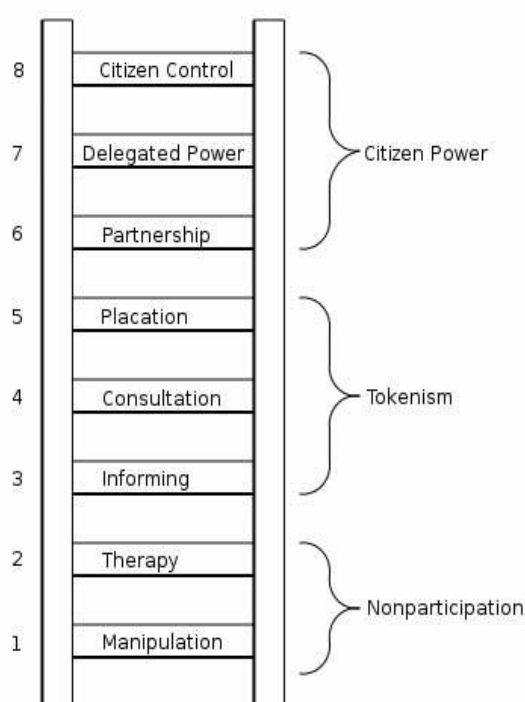 8 Citizen Control
7 Delegated Power Citizen Power
6 Partnership
5 Placation
4 Consultation Tokenism
3 Informing
2 Therapy
Nonparticipation
1 Manipulation